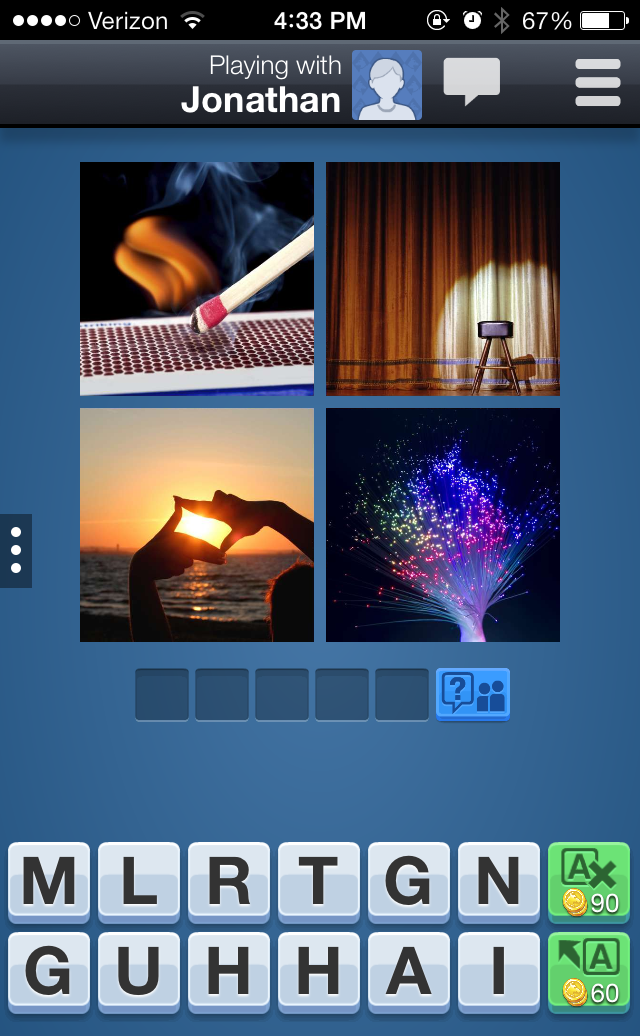 Verizon 4:33 PM 67%
Playing with
Jonathan
?
M L R T G N A 90
G U H H A I A 60